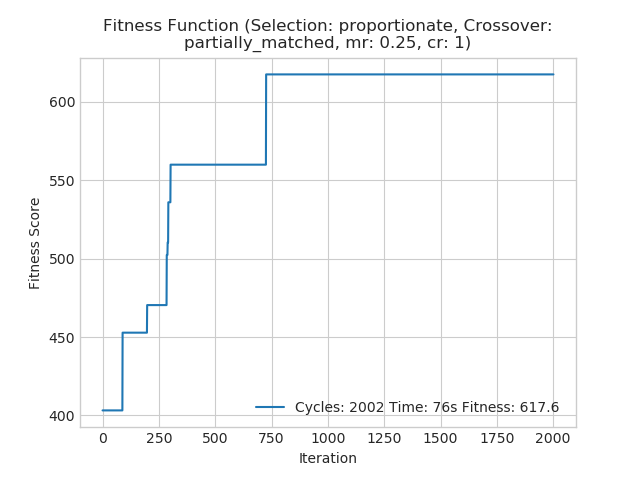 Fitness Function (Selection: proportionate, Crossover:
partially_matched, mr: 0.25, cr: 1)
Fitness Score
600
550
500
450
400
Cycles: 2002 Time: 76s Fitness: 617.6
0 250 500 750 1000 1250 1500 1750 2000
Iteration